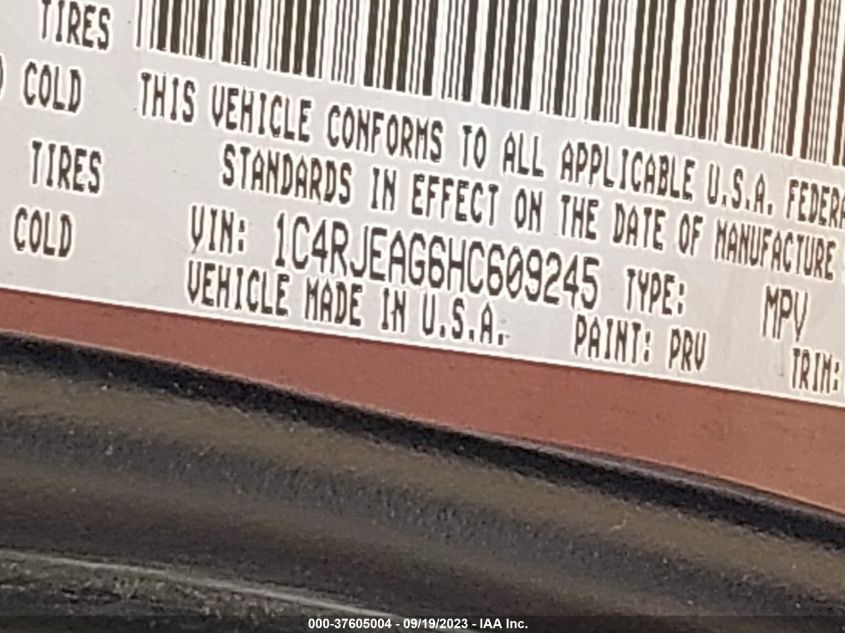 TIRES
COLD
THIS VEHICLE CONFORMS TO ALL APPLICABLE U.S.A. FEDERA
TIRES
STANDARDS IN EFFECT ON THE DATE OF MANUFACTURE
COLD
VIN: 1C4RJEAG6HC609245 TYPE: MPV
VEHICLE MADE IN U.S.A. PAINT: PRV TRIM:
000-37605004 - 09/19/2023 - IAA Inc.